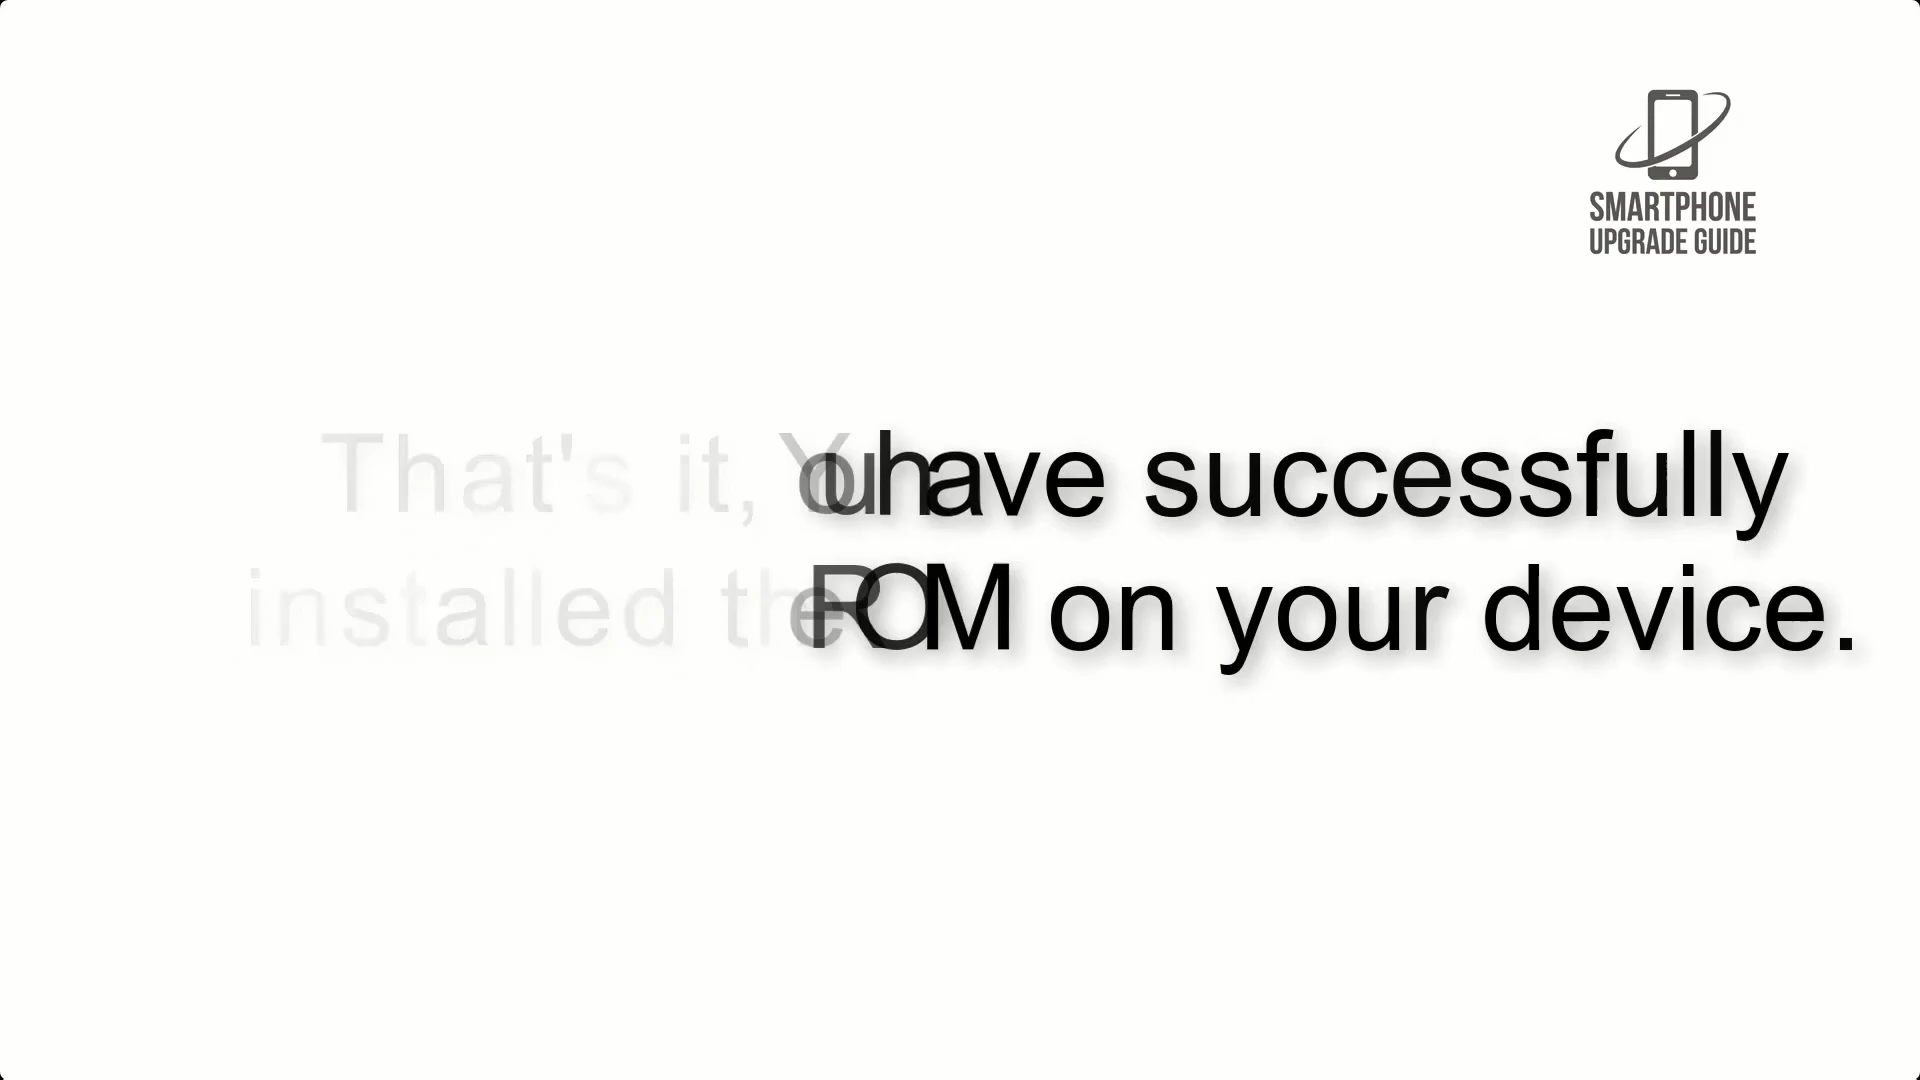 SMARTPHONE
UPGRADE GUIDE
That's it, You have successfully
installed the ROM on your device.